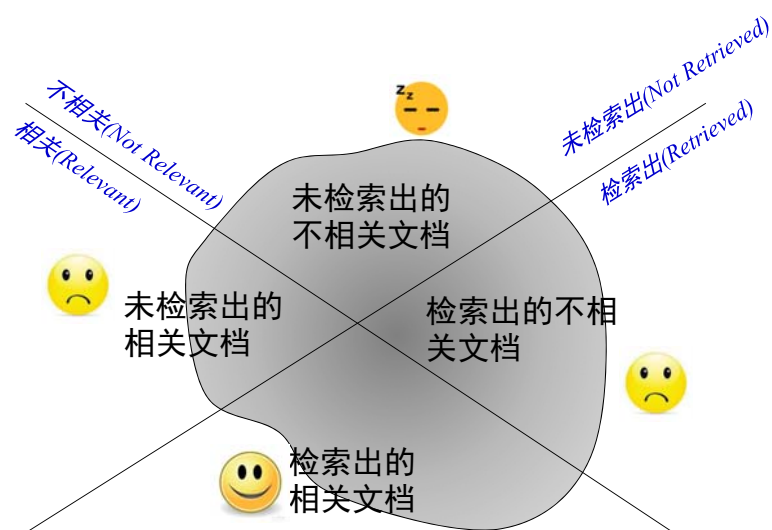 未检索出(Not Retrieved)
不相关(Not Relevant)
检索出(Retrieved)
相关(Relevant)
zz
未检索出的
不相关文档
未检索出的
相关文档
检索出的不相
关文档
检索出的
相关文档